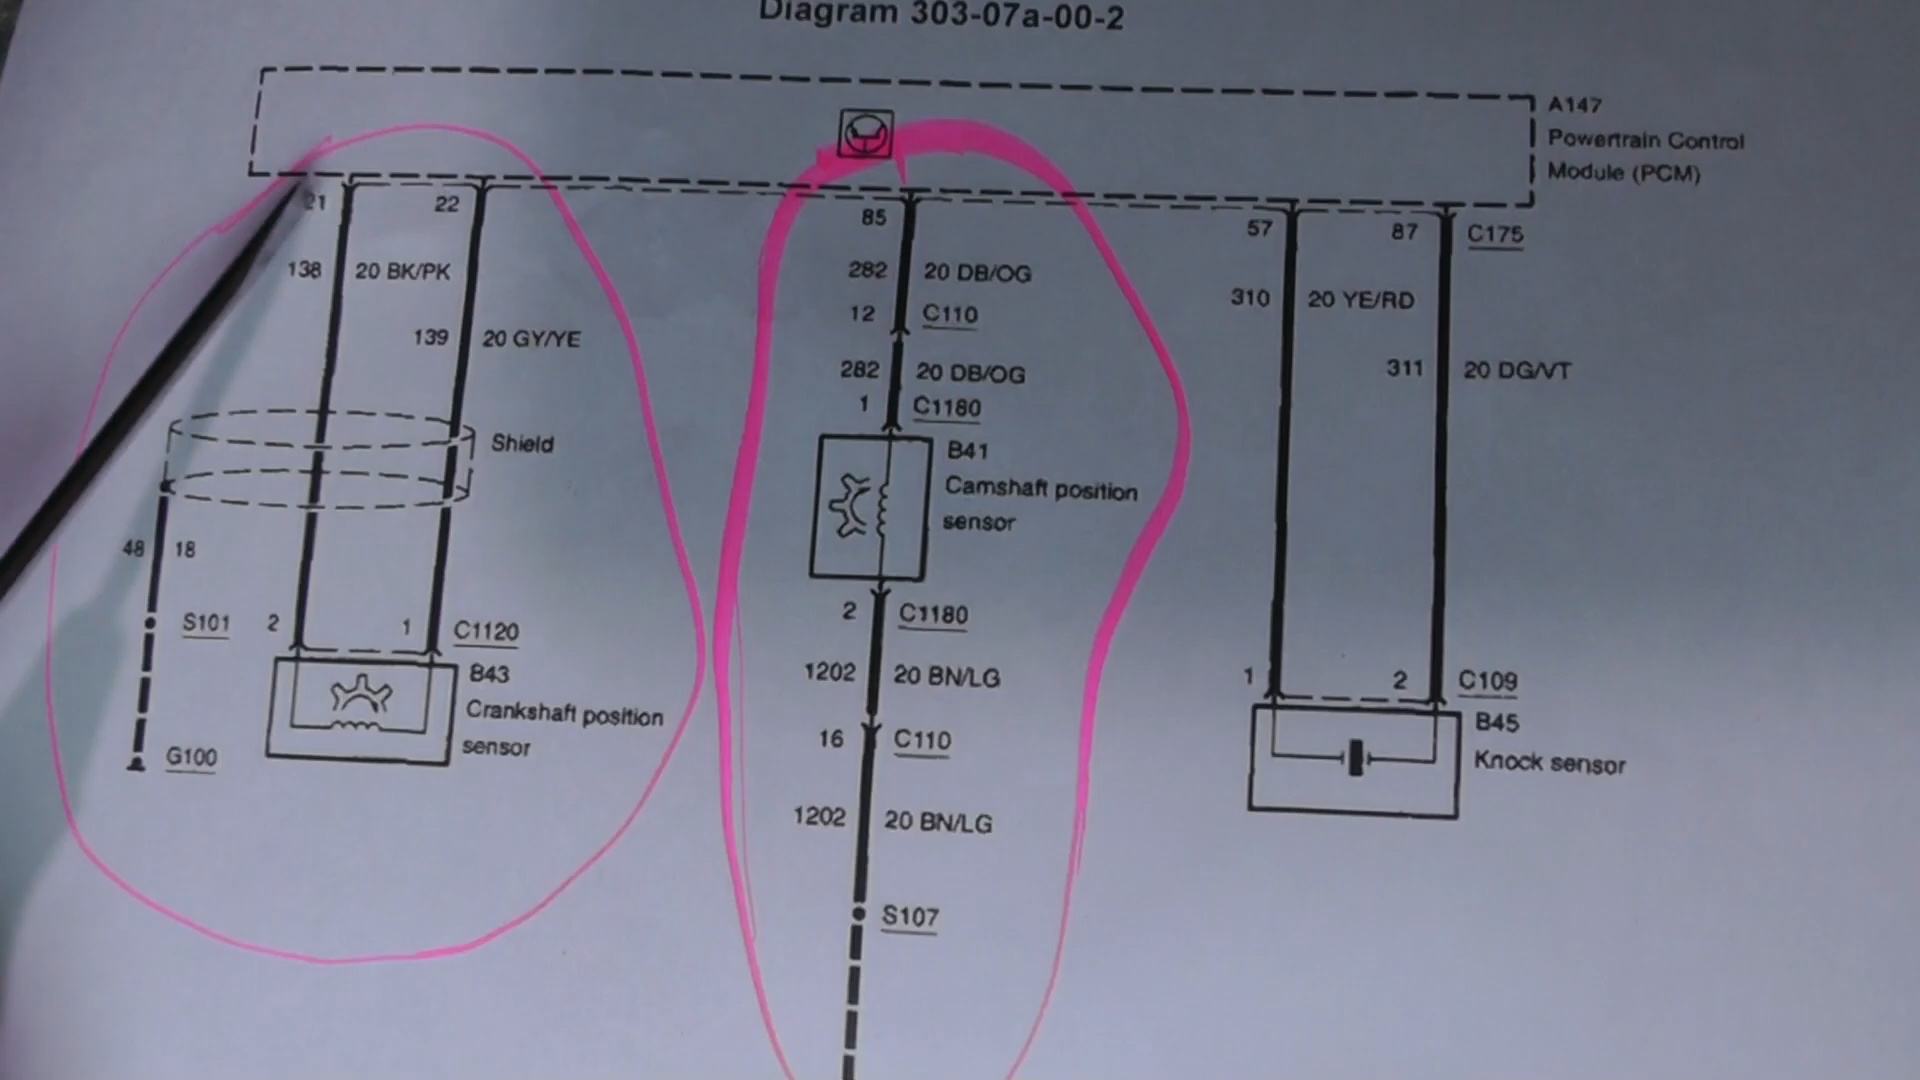 Diagram 303-07a-00-2
A147
Powertrain Control
Module (PCM)
21
22
85
57
87
C175
138
20 BK/PK
282
20 DB/OG
310
20 YE/RD
12
C110
139
20 GY/YE
282
20 DB/OG
311
20 DG/VT
1
C1180
Shield
B41
Camshaft position
sensor
48
18
S101
2
1
C1120
2
C1180
B43
Crankshaft position
sensor
1202
20 BN/LG
1
2
C109
B45
Knock sensor
16
C110
G100
1202
20 BN/LG
S107